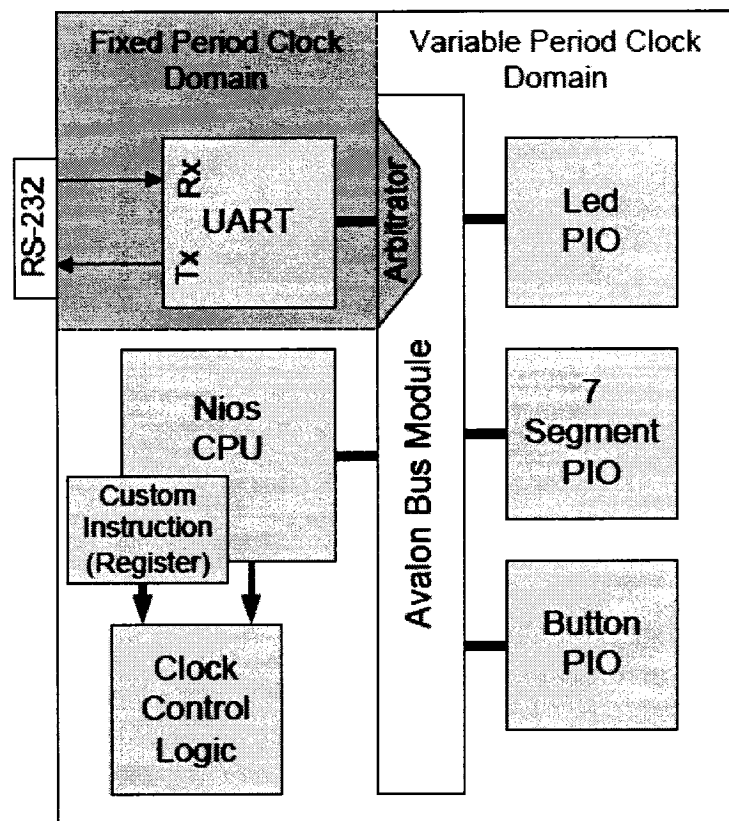 Fixed Period Clock
Domain
Variable Period Clock
Domain
RS-232
Rx
Tx
UART
Arbitrator
Led
PIO
Nios
CPU
Custom
Instruction
(Register)
Clock
Control
Logic
Avalon Bus Module
7
Segment
PIO
Button
PIO